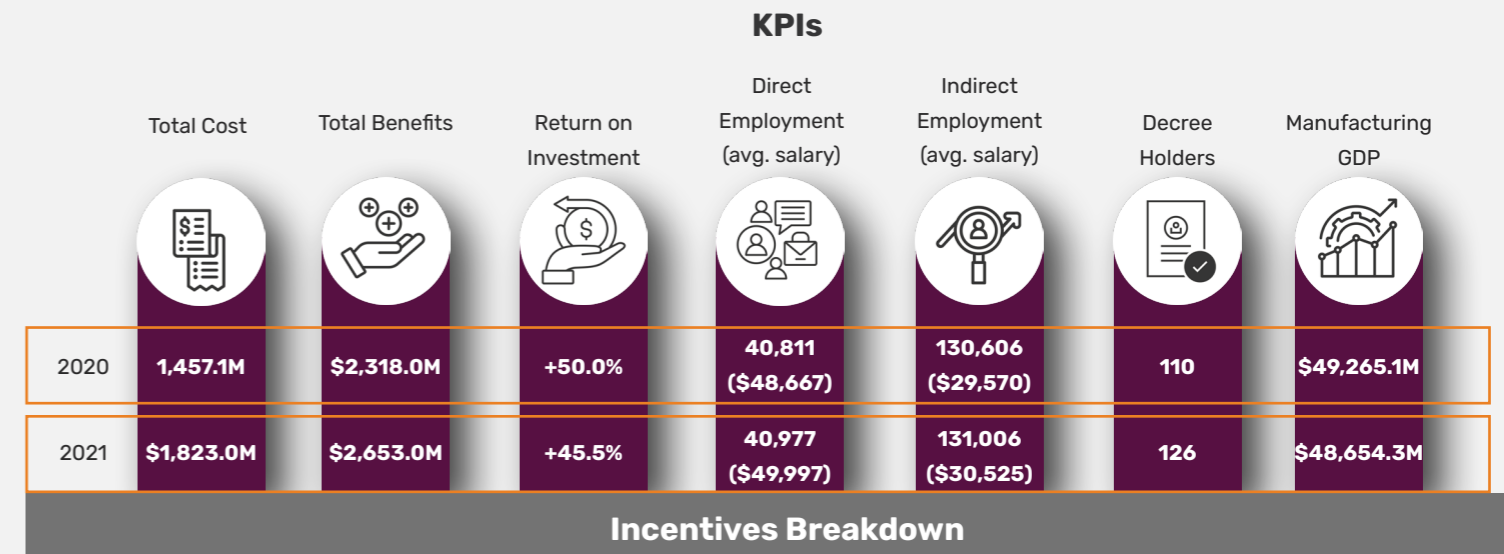 KPIs
Total Cost
Total Benefits
Return on
Investment
Direct
Employment
(avg. salary)
Indirect
Employment
(avg. salary)
Decree
Holders
Manufacturing
GDP
$
$
2020
1,457.1M
$2,318.0M
+50.0%
40,811
($48,667)
130,606
($29,570)
110
$49,265.1M
2021
$1,823.0M
$2,653.0M
+45.5%
40,977
($49,997)
131,006
($30,525)
126
$48,654.3M
Incentives Breakdown